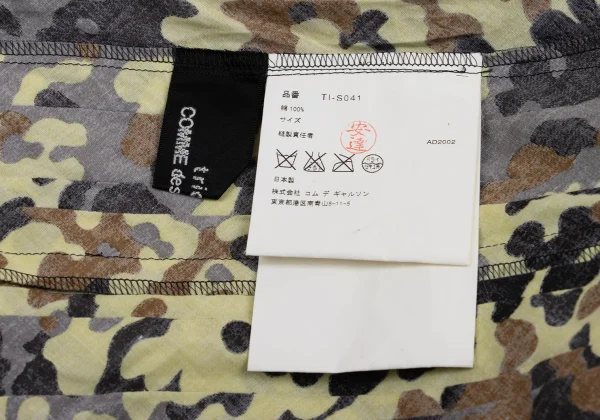 tric
COMME des
品番 TI-S041
綿 100%
サイズ
縫製責任者
安達
AD2002
日本製
株式会社 コム デ ギャルソン
東京都港区南青山5-11-5